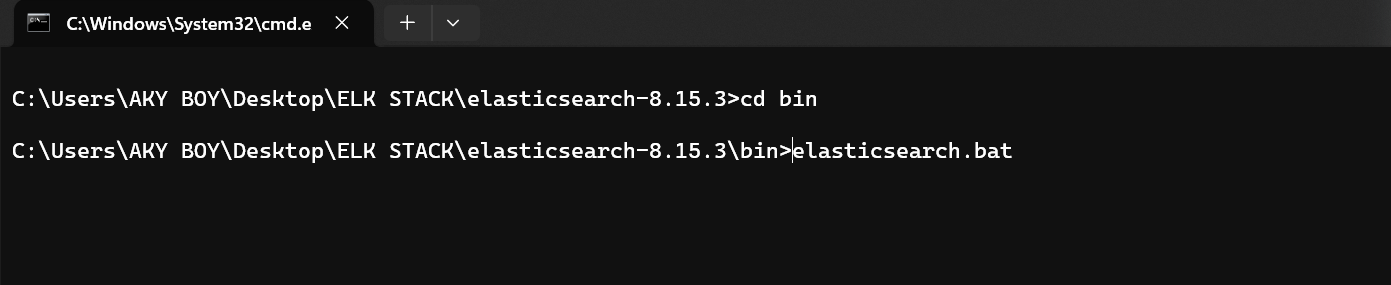 C:\Windows\System32\cmd.e
C:\Users\AKY BOY\Desktop\ELK STACK\elasticsearch-8.15.3>cd bin
C:\Users\AKY BOY\Desktop\ELK STACK\elasticsearch-8.15.3\bin>elasticsearch.bat